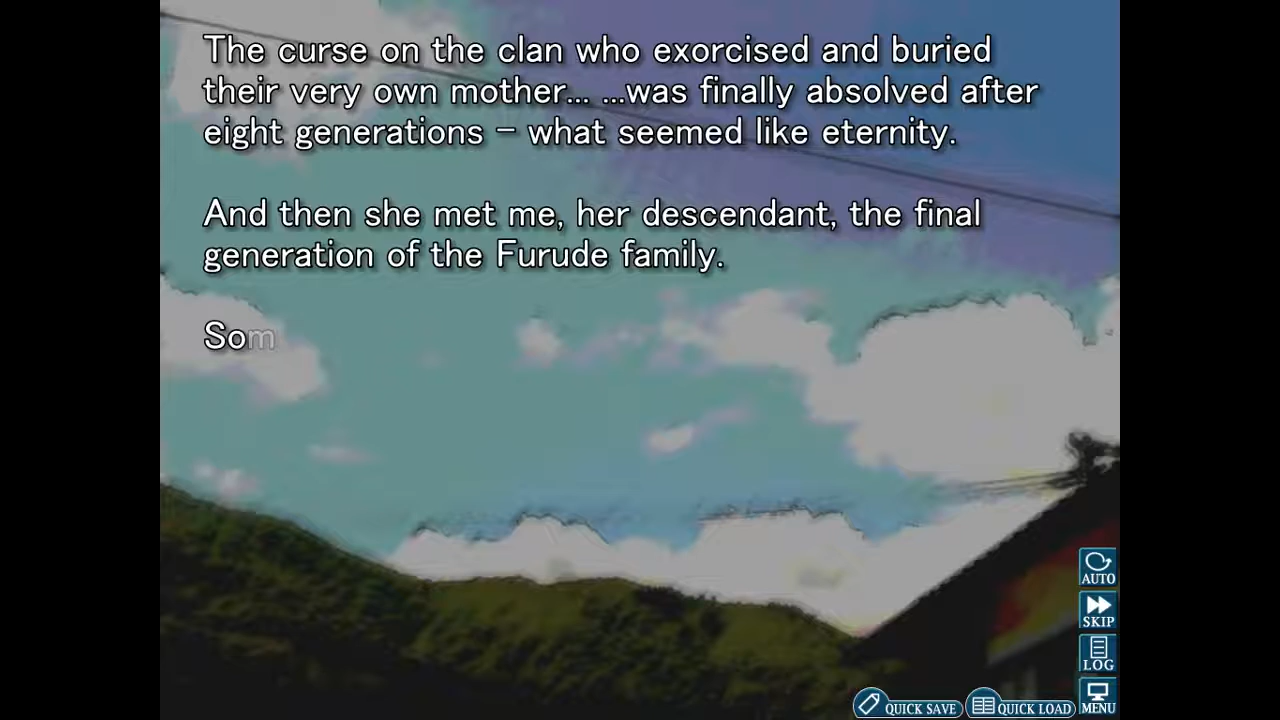 The curse on the clan who exorcised and buried
their very own mother... ...was finally absolved after
eight generations – what seemed like eternity.
And then she met me, her descendant, the final
generation of the Furude family.
Som
AUTO
SKIP
LOG
QUICK SAVE
QUICK LOAD
MENU